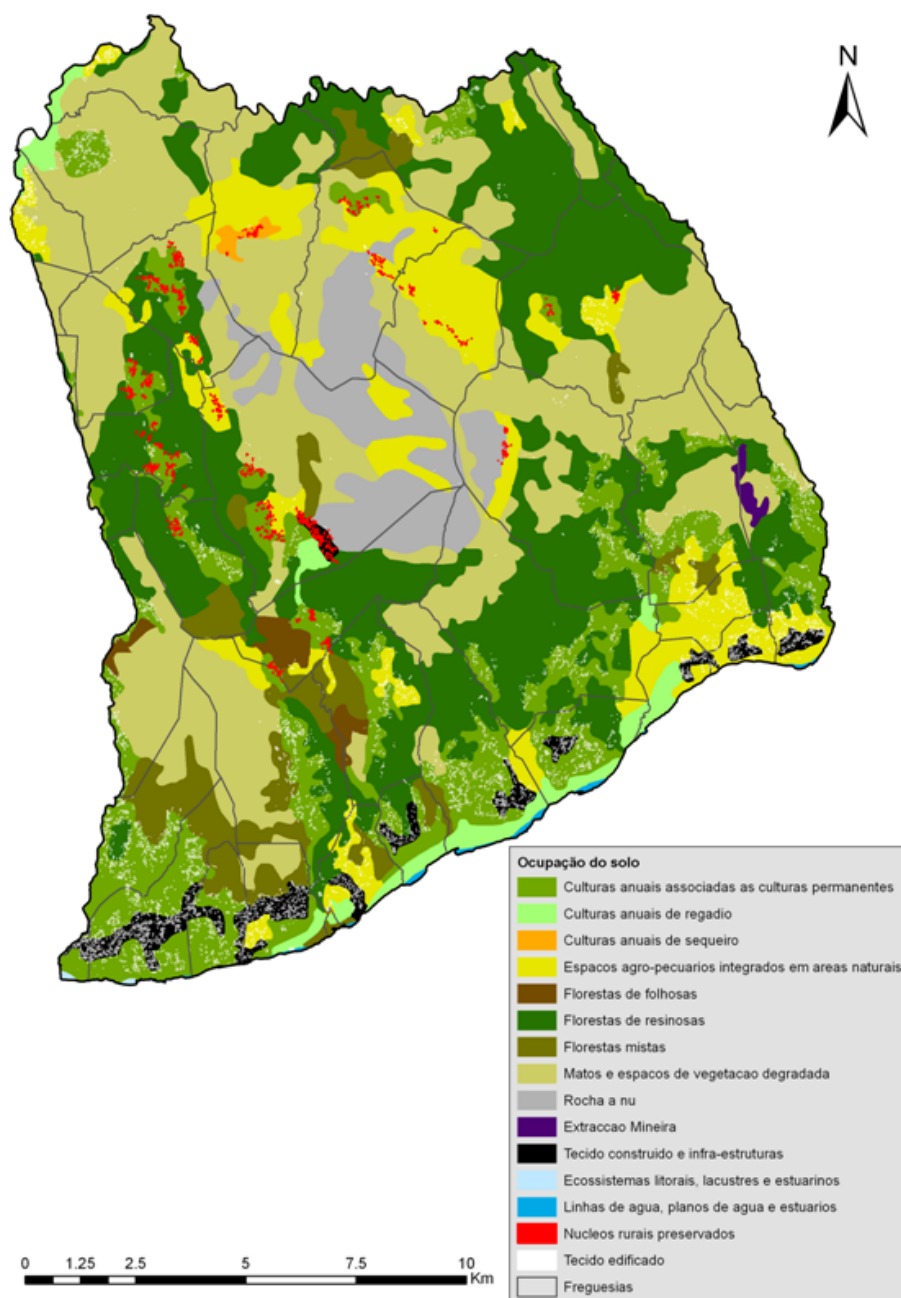 N
Ocupação do solo
Culturas anuais associadas as culturas permanentes
Culturas anuais de regadio
Culturas anuais de sequeiro
Espacos agro-pecuarios integrados em areas naturais
Florestas de folhosas
Florestas de resinosas
Florestas mistas
Matos e espacos de vegetacao degradada
Rocha a nu
Extraccao Mineira
Tecido construido e infra-estruturas
Ecossistemas litorais, lacustres e estuarinos
Linhas de agua, planos de agua e estuarios
Nucleos rurais preservados
Tecido edificado
Freguesias
0 1.25 2.5 5 7.5 10
Km